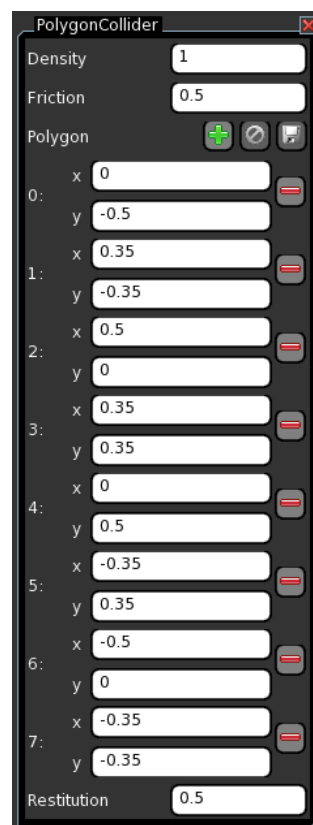 PolygonCollider
Density 1
Friction 0.5
Polygon
0: x 0
y -0.5
1: x 0.35
y -0.35
2: x 0.5
y 0
3: x 0.35
y 0.35
4: x 0
y 0.5
5: x -0.35
y 0.35
6: x -0.5
y 0
7: x -0.35
y -0.35
Restitution 0.5